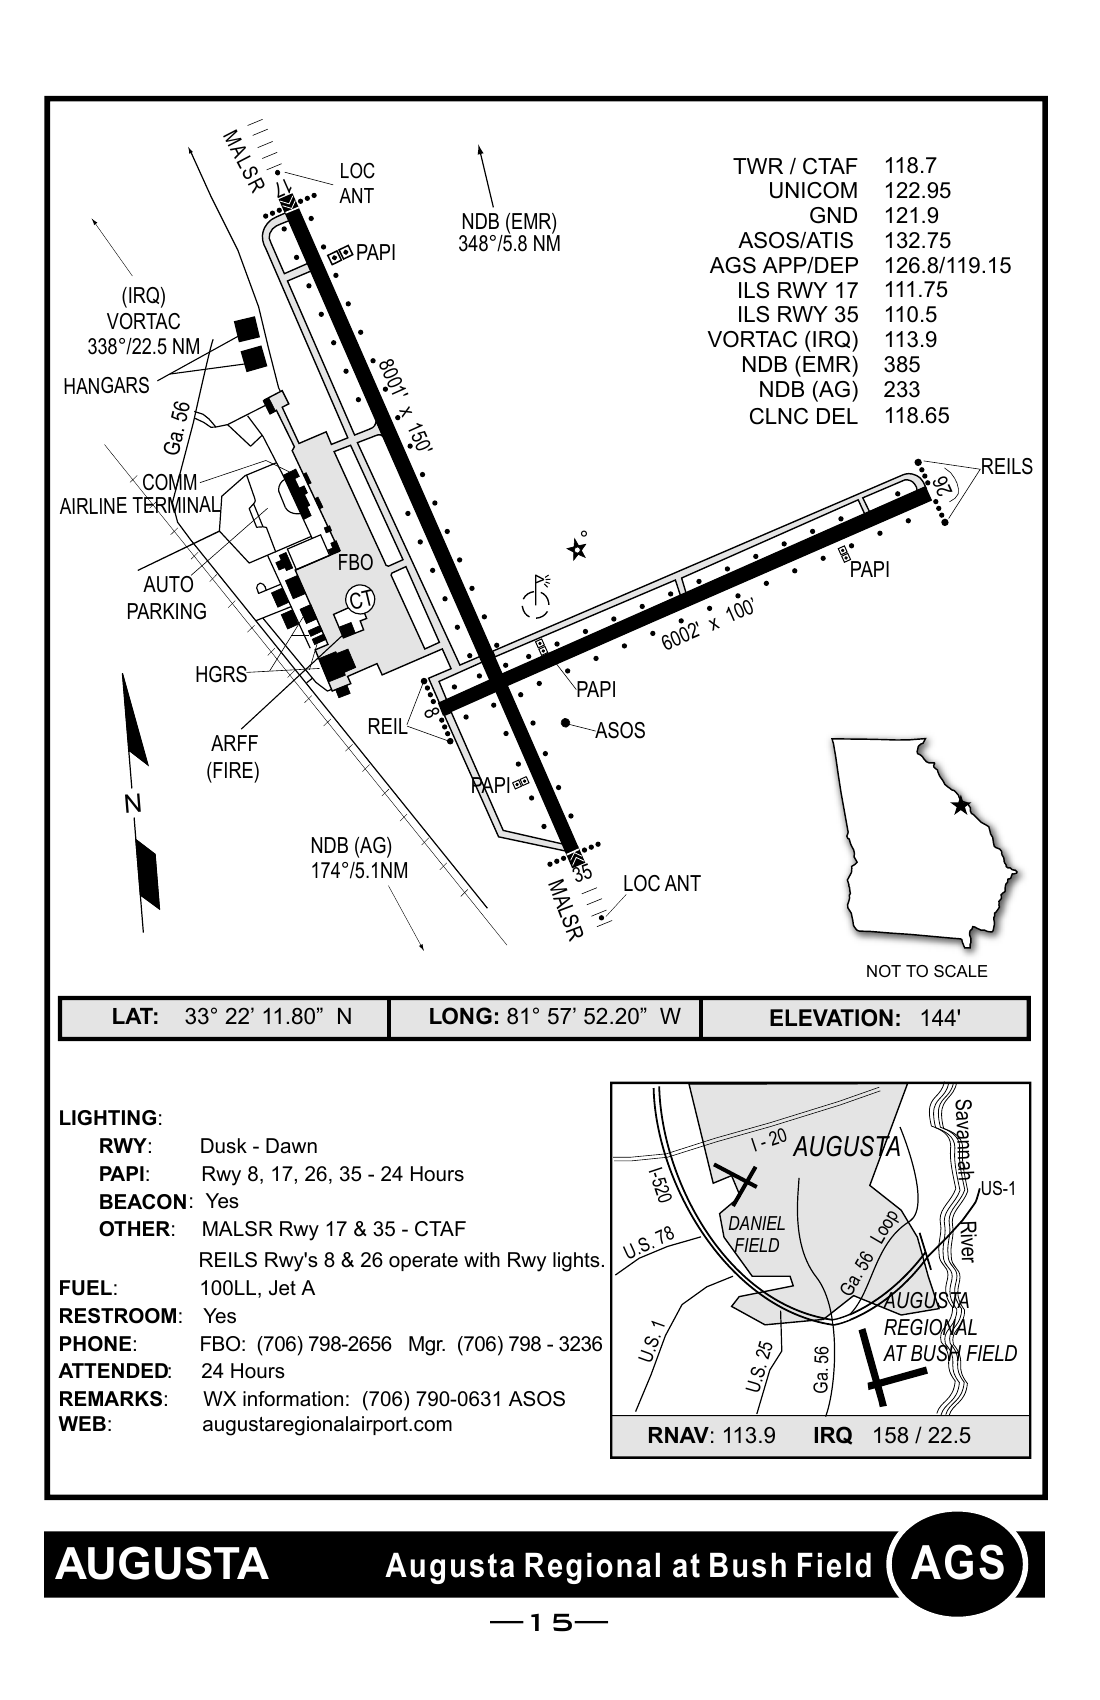 MALSR
LOC
ANT
17
NDB (EMR)
348°/5.8 NM
PAPI
TWR / CTAF 118.7
UNICOM 122.95
GND 121.9
ASOS/ATIS 132.75
AGS APP/DEP 126.8/119.15
ILS RWY 17 111.75
ILS RWY 35 110.5
VORTAC (IRQ) 113.9
NDB (EMR) 385
NDB (AG) 233
CLNC DEL 118.65
(IRQ)
VORTAC
338°/22.5 NM
HANGARS
Ga. 56
8001' x 150'
COMM
AIRLINE TERMINAL
REILS
26
FBO
CT
P
AUTO
PARKING
PAPI
6002' x 100'
HGRS
PAPI
REIL
8
ASOS
ARFF
(FIRE)
PAPI
N
NDB (AG)
174°/5.1NM
35
MALSR
LOC ANT
NOT TO SCALE
LAT: 33° 22’ 11.80” N LONG: 81° 57’ 52.20” W ELEVATION: 144'
LIGHTING:
RWY: Dusk - Dawn
PAPI: Rwy 8, 17, 26, 35 - 24 Hours
BEACON: Yes
OTHER: MALSR Rwy 17 & 35 - CTAF
REILS Rwy's 8 & 26 operate with Rwy lights.
FUEL: 100LL, Jet A
RESTROOM: Yes
PHONE: FBO: (706) 798-2656 Mgr. (706) 798 - 3236
ATTENDED: 24 Hours
REMARKS: WX information: (706) 790-0631 ASOS
WEB: augustaregionalairport.com
Savannah
River
I - 20
AUGUSTA
I-520
US-1
DANIEL
FIELD
U.S. 78
Ga. 56 Loop
AUGUSTA
REGIONAL
AT BUSH FIELD
U.S. 1
U.S. 25
Ga. 56
RNAV: 113.9 IRQ 158 / 22.5
AUGUSTA Augusta Regional at Bush Field AGS
—15—